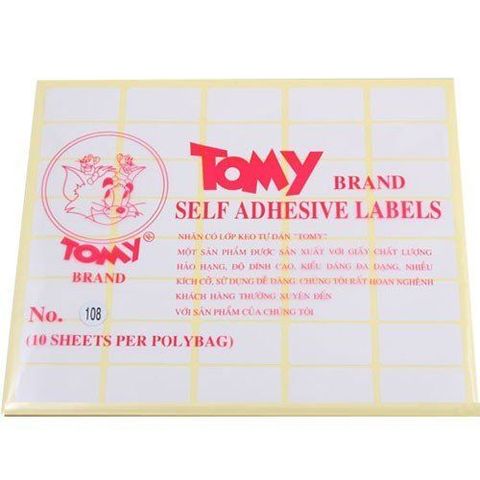 TOMY BRAND
SELF ADHESIVE LABELS
NHÃN CÓ LỚP KEO TỰ DÁN "TOMY"
MỘT SẢN PHẨM ĐƯỢC SẢN XUẤT VỚI GIẤY CHẤT LƯỢNG
HẢO HẠNG, ĐỘ DÍNH CAO, KIỂU DÁNG ĐA DẠNG, NHIỀU
KÍCH CỠ, SỬ DỤNG DỄ DÀNG CHÚNG TÔI RẤT HOAN NGHÊNH
KHÁCH HÀNG THƯỜNG XUYÊN ĐẾN
VỚI SẢN PHẨM CỦA CHÚNG TÔI
TOMY®
BRAND
No. 108
(10 SHEETS PER POLYBAG)